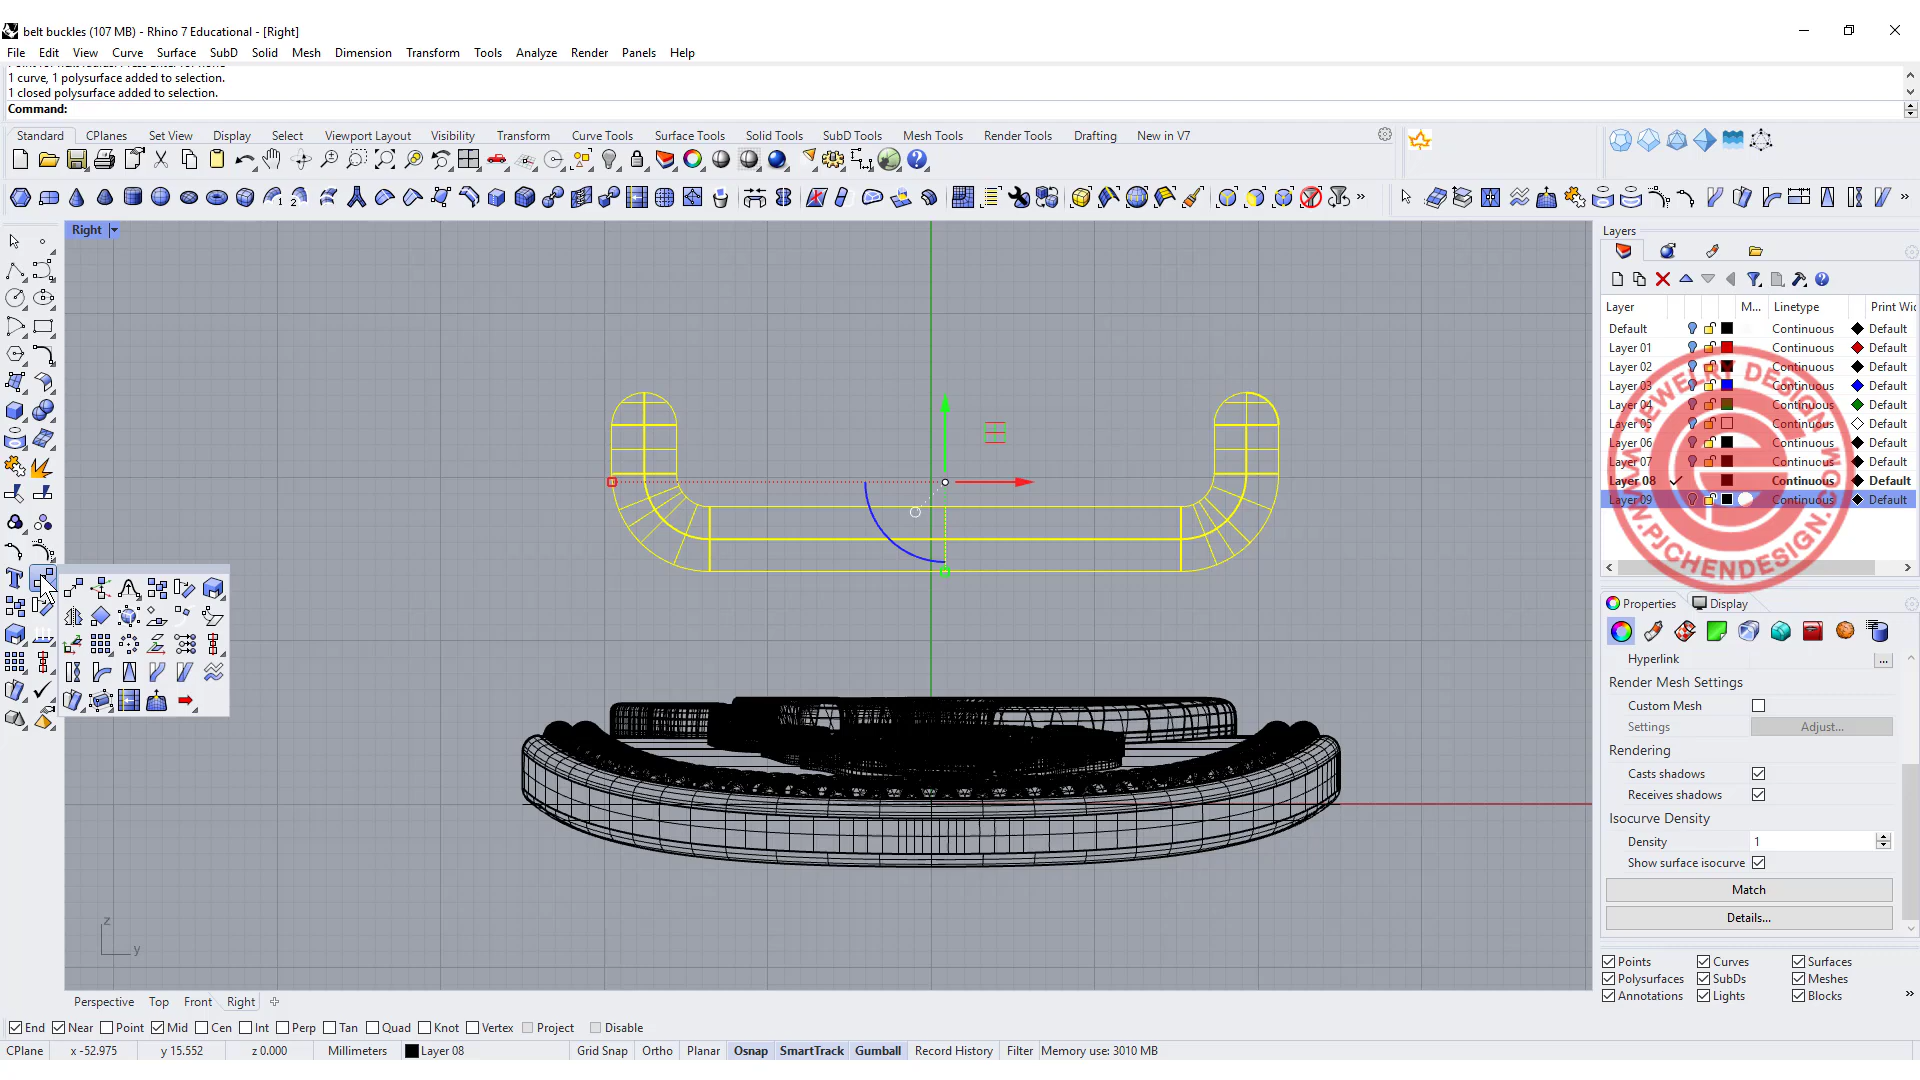 belt buckles (107 MB) - Rhino 7 Educational - [Right]
File Edit View Curve Surface SubD Solid Mesh Dimension Transform Tools Analyze Render Panels Help
1 curve, 1 polysurface added to selection.
1 closed polysurface added to selection.
Command:
Standard CPlanes Set View Display Select Viewport Layout Visibility Transform Curve Tools Surface Tools Solid Tools SubD Tools Mesh Tools Render Tools Drafting New in V7
Right
Layers
Layer M... Linetype Print Wi
Default Continuous Default
Layer 01 Continuous Default
Layer 02 Continuous Default
Layer 03 Continuous Default
Layer 04 Continuous Default
Layer 05 Continuous Default
Layer 06 Continuous Default
Layer 07 Continuous Default
Layer 08 Continuous Default
Layer 09 Continuous Default
JEWELRY DESIGN
WWW.PJCHENDESIGN.COM
Properties Display
Hyperlink ...
Render Mesh Settings
Custom Mesh
Settings Adjust...
Rendering
Casts shadows
Receives shadows
Isocurve Density
Density 1
Show surface isocurve
Match
Details...
z
y
Points Curves Surfaces
Polysurfaces SubDs Meshes
Annotations Lights Blocks
Perspective Top Front Right
End Near Point Mid Cen Int Perp Tan Quad Knot Vertex Project Disable
CPlane x -52.975 y 15.552 z 0.000 Millimeters Layer 08 Grid Snap Ortho Planar Osnap SmartTrack Gumball Record History Filter Memory use: 3010 MB